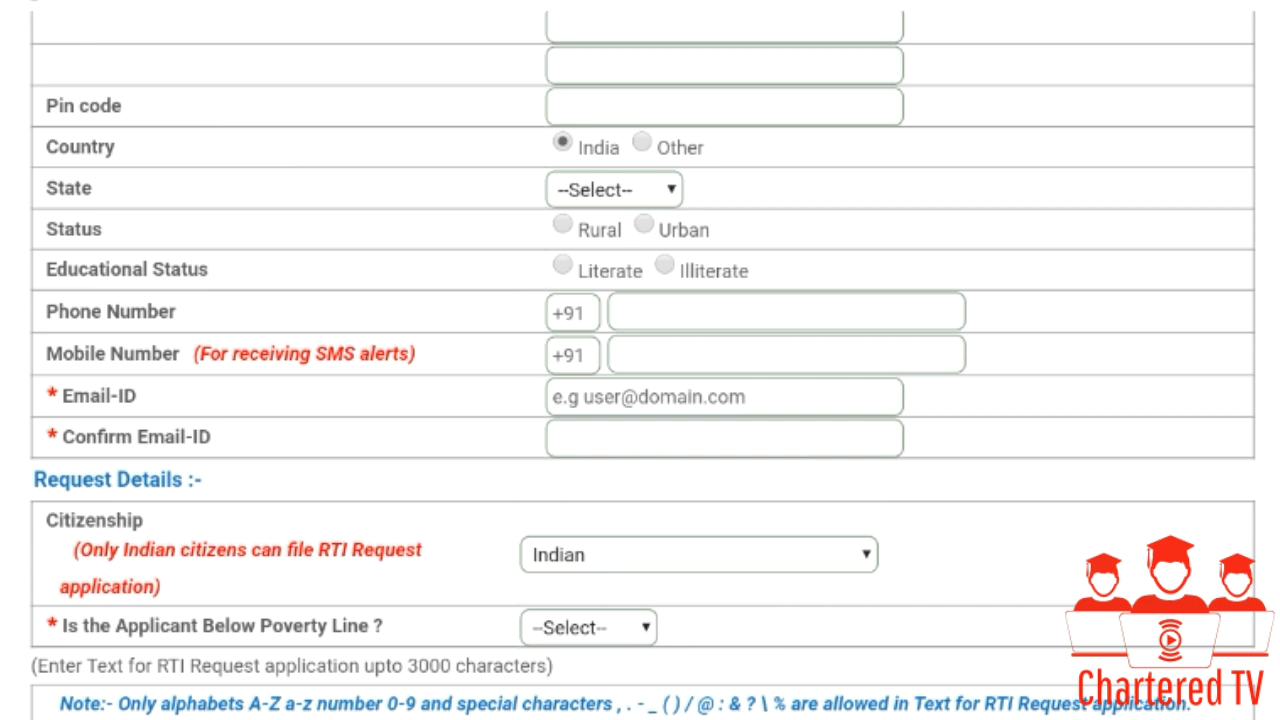 Pin code
Country India Other
State --Select--
Status Rural Urban
Educational Status Literate Illiterate
Phone Number +91
Mobile Number (For receiving SMS alerts) +91
* Email-ID e.g user@domain.com
* Confirm Email-ID
Request Details :-
Citizenship
(Only Indian citizens can file RTI Request
application)
Indian
* Is the Applicant Below Poverty Line ? --Select--
(Enter Text for RTI Request application upto 3000 characters)
Note:- Only alphabets A-Z a-z number 0-9 and special characters , . - _ ( ) / @ : & ? \ % are allowed in Text for RTI Request application.
Chartered TV